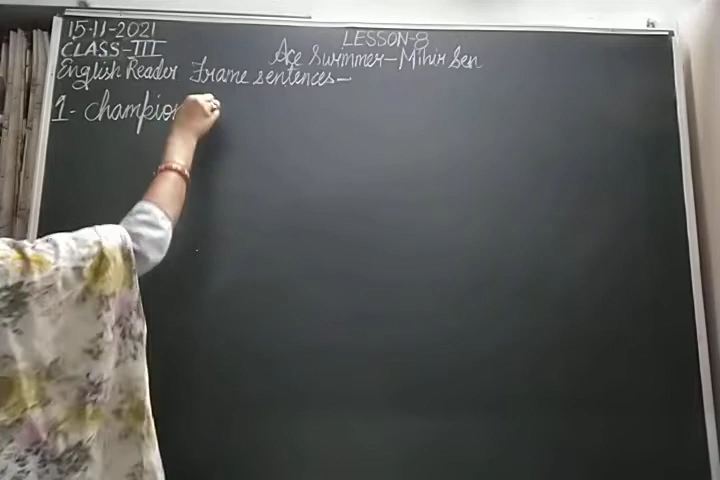 15-11-2021
LESSON-8
CLASS-III
Ace Swimmer-Mihir Sen
English Reader Frame sentences-
1- Champion